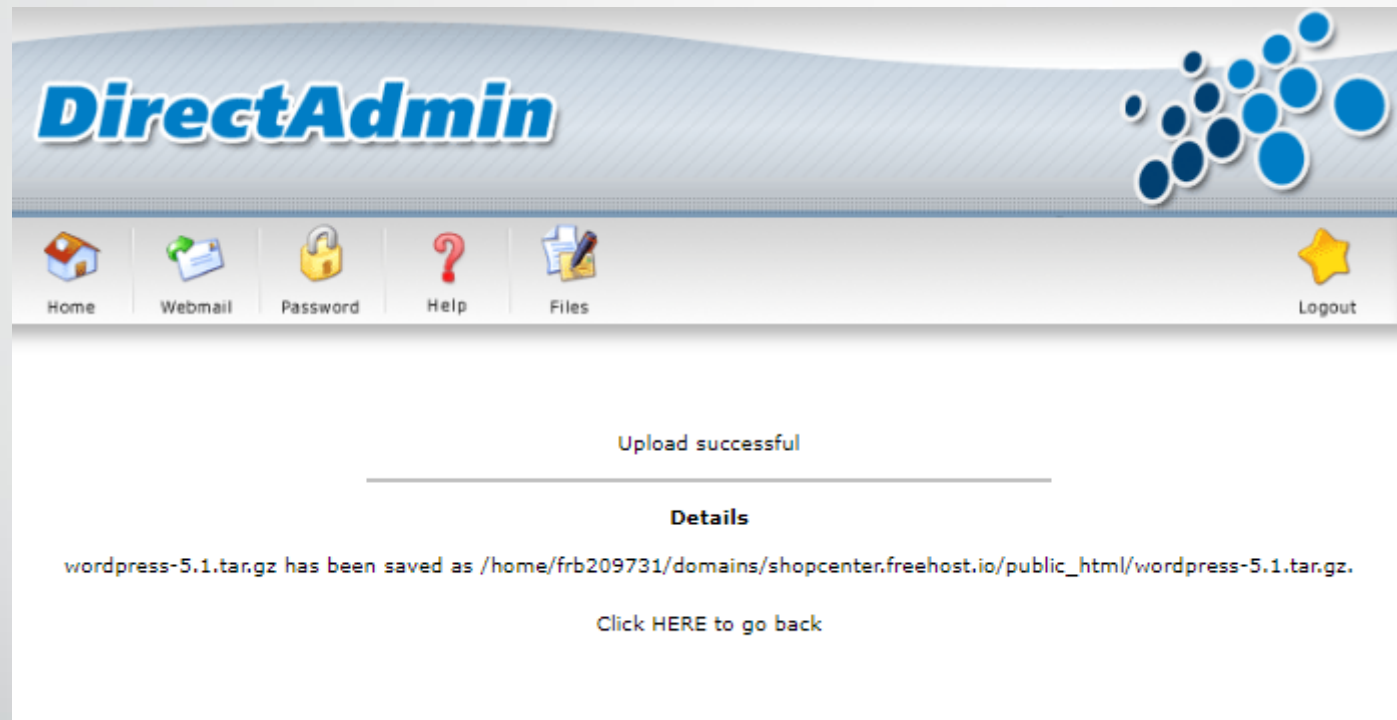 DirectAdmin
Home Webmail Password Help Files Logout
Upload successful
Details
wordpress-5.1.tar.gz has been saved as /home/frb209731/domains/shopcenter.freehost.io/public_html/wordpress-5.1.tar.gz.
Click HERE to go back